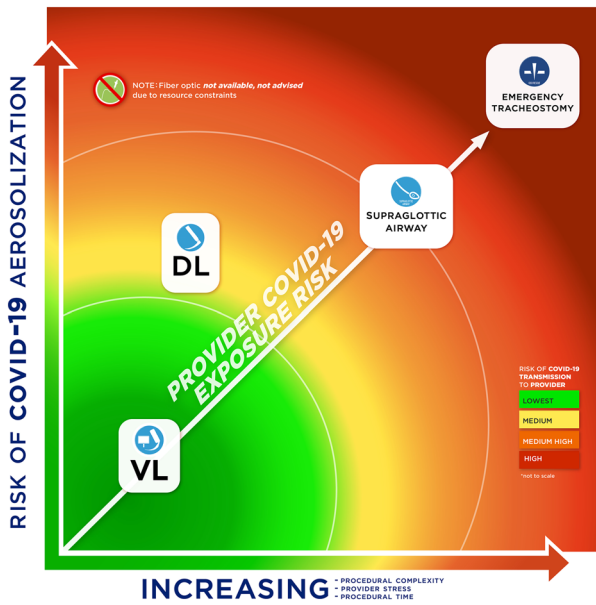 RISK OF COVID-19 AEROSOLIZATION
NOTE: Fiber optic not available, not advised
due to resource constraints
EMERGENCY
TRACHEOSTOMY
SUPRAGLOTTIC
AIRWAY
DL
PROVIDER COVID-19
EXPOSURE RISK
VL
RISK OF COVID-19
TRANSMISSION
TO PROVIDER
LOWEST
MEDIUM
MEDIUM HIGH
HIGH
*not to scale
INCREASING
- PROCEDURAL COMPLEXITY
- PROVIDER STRESS
- PROCEDURAL TIME